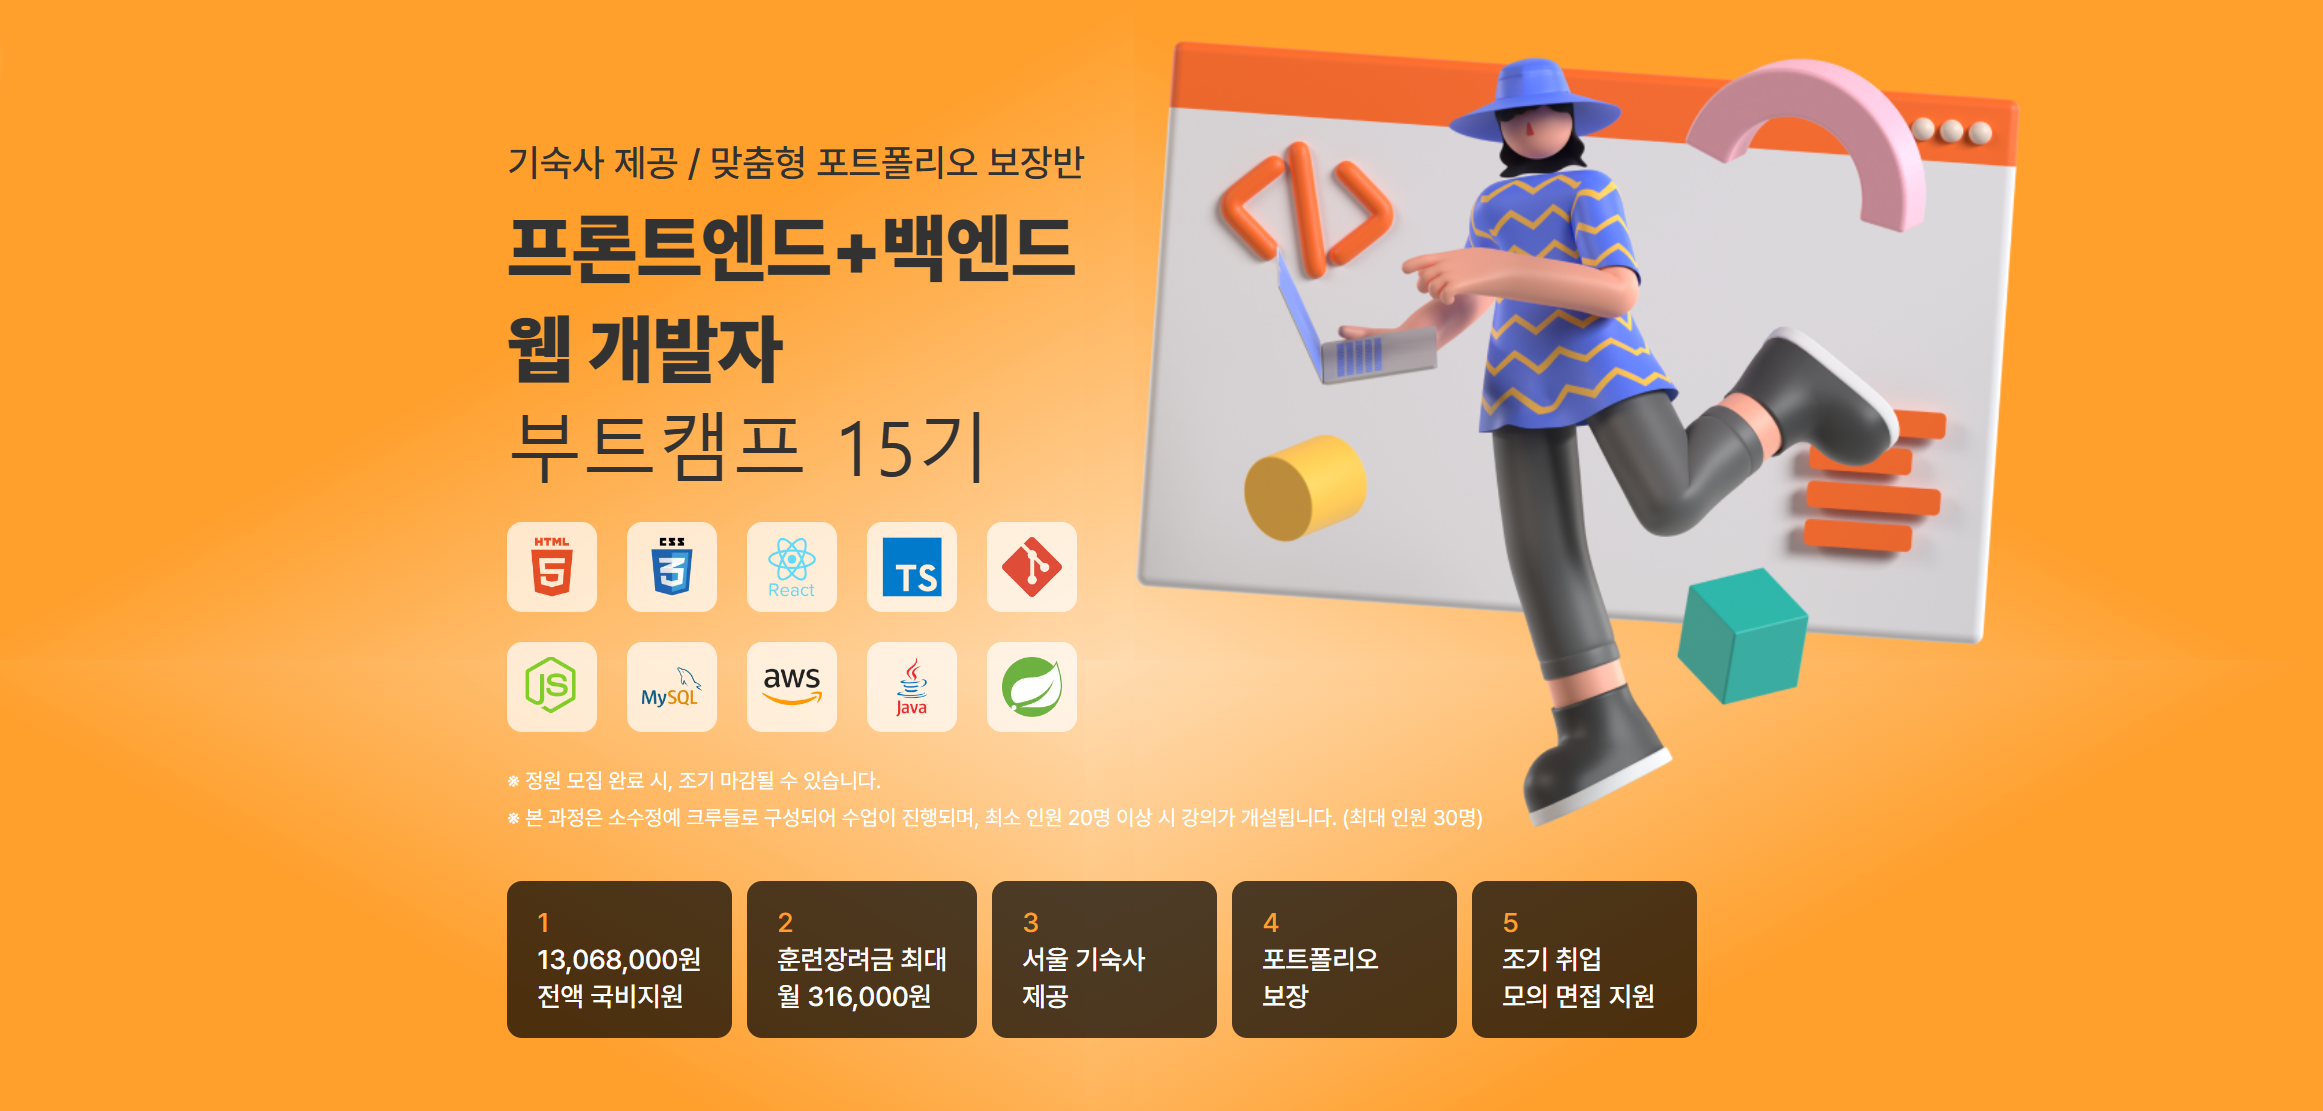 기숙사 제공 / 맞춤형 포트폴리오 보장반
프론트엔드+백엔드
웹 개발자
부트캠프 15기
HTML
5
CSS
3
React
TS
JS
MySQL
aws
Java
※ 정원 모집 완료 시, 조기 마감될 수 있습니다.
※ 본 과정은 소수정예 크루들로 구성되어 수업이 진행되며, 최소 인원 20명 이상 시 강의가 개설됩니다. (최대 인원 30명)
1
13,068,000원
전액 국비지원
2
훈련장려금 최대
월 316,000원
3
서울 기숙사
제공
4
포트폴리오
보장
5
조기 취업
모의 면접 지원